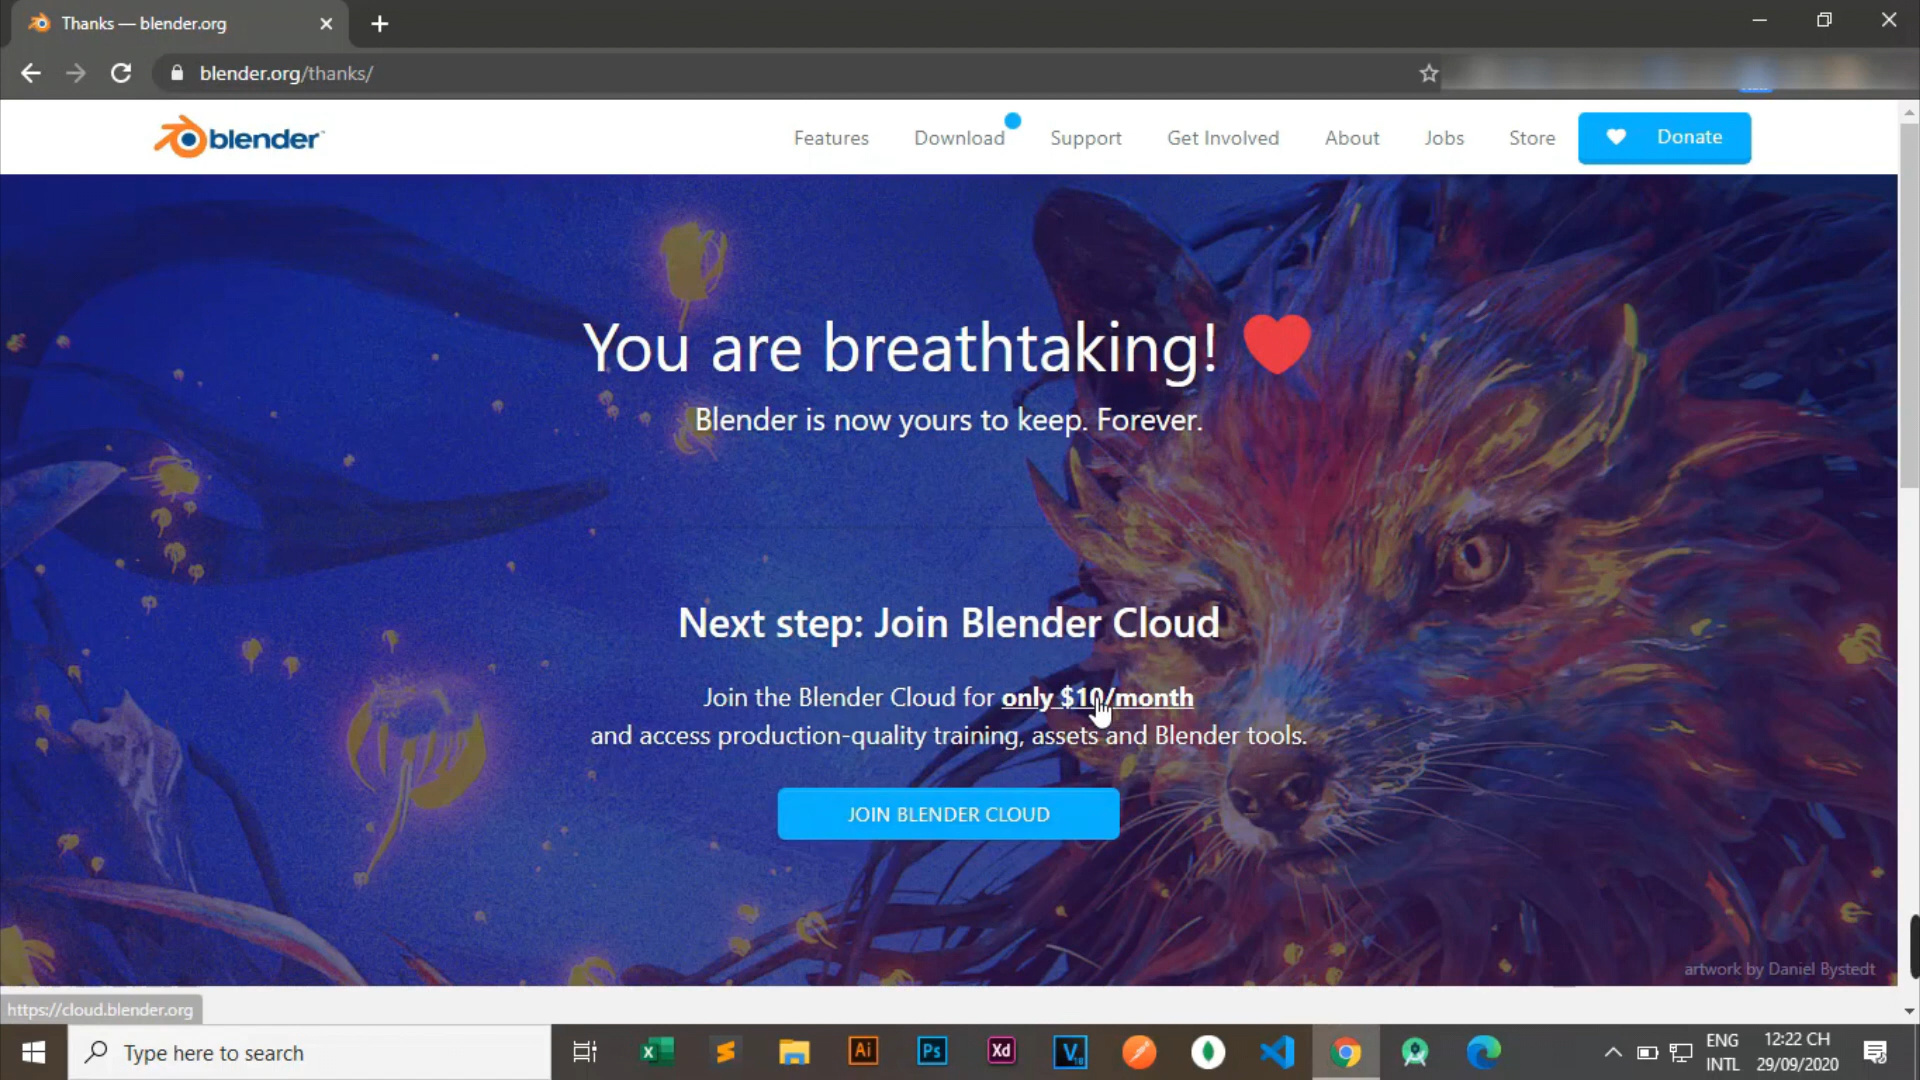 Thanks — blender.org
blender.org/thanks/
blender
Features
Download
Support
Get Involved
About
Jobs
Store
Donate
You are breathtaking!
Blender is now yours to keep. Forever.
Next step: Join Blender Cloud
Join the Blender Cloud for only $10/month
and access production-quality training, assets and Blender tools.
JOIN BLENDER CLOUD
artwork by Daniel Bystedt
https://cloud.blender.org
Type here to search
Ai
Ps
Xd
ENG
INTL
12:22 CH
29/09/2020